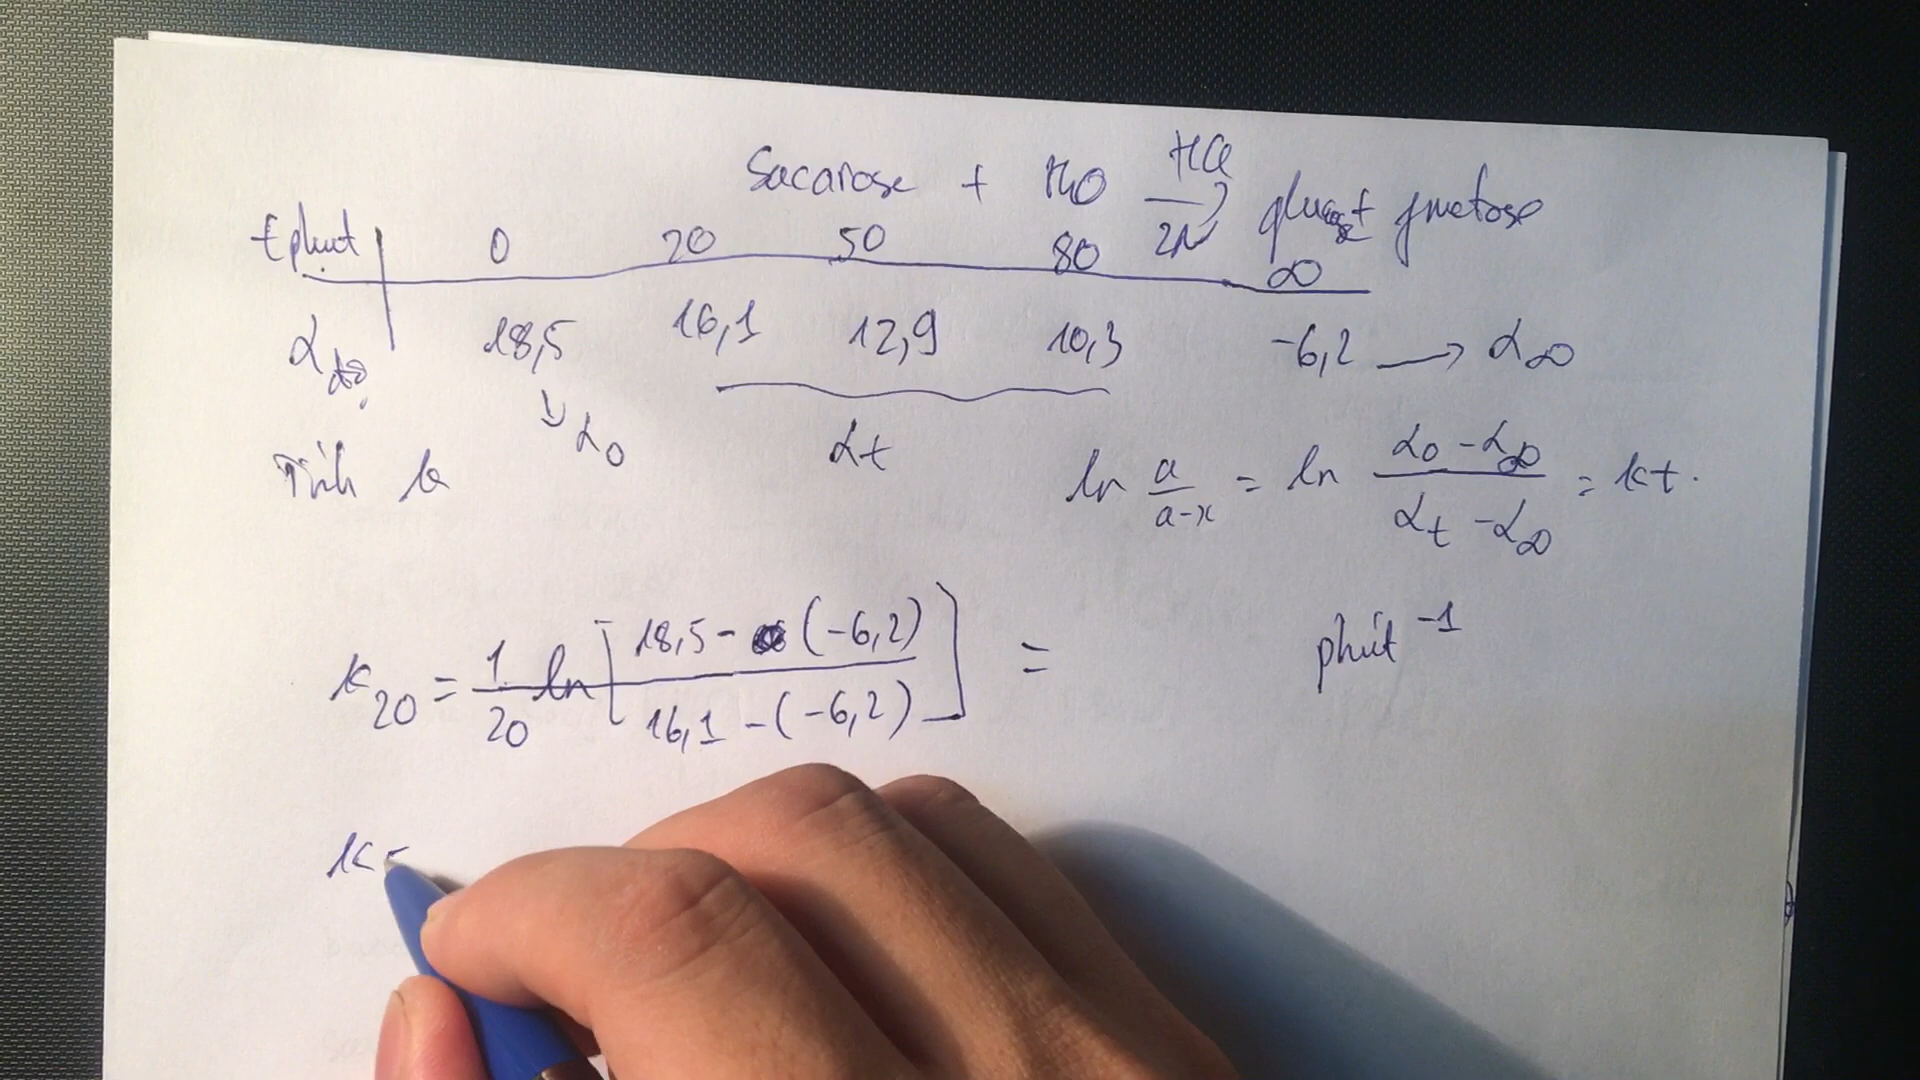 Sacarose + H2O HCl → 2N glucose + fructose
t phút 0 20 50 80 ∞
α độ 18,5 16,1 12,9 10,3 -6,2 → α∞
↓ α0 αt
Tính k ln a/(a-x) = ln (α0 - α∞)/(αt - α∞) = kt.
k20 = 1/20 ln [(18,5 - (-6,2))/(16,1 - (-6,2))] = phút -1
k